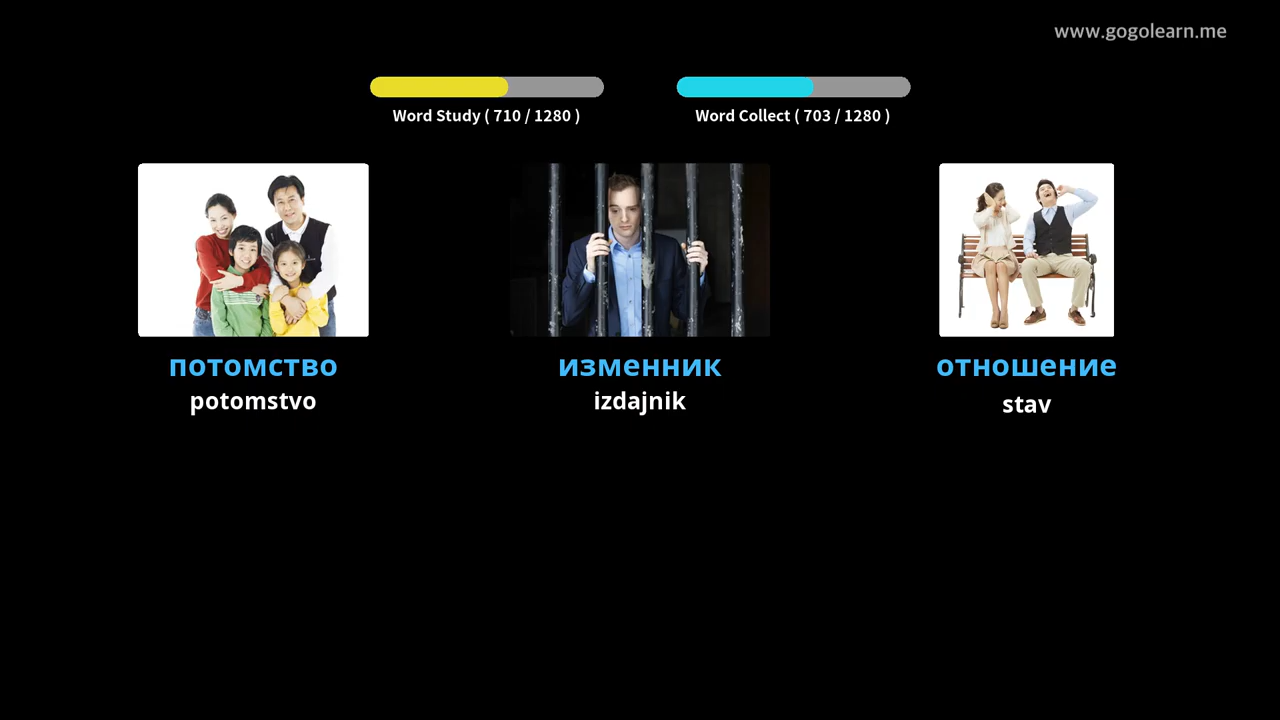 www.gogolearn.me
Word Study ( 710 / 1280 )
Word Collect ( 703 / 1280 )
потомство
potomstvo
изменник
izdajnik
отношение
stav